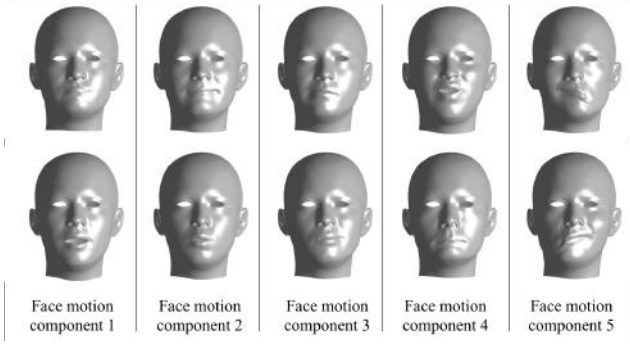 Face motion
component 1
Face motion
component 2
Face motion
component 3
Face motion
component 4
Face motion
component 5